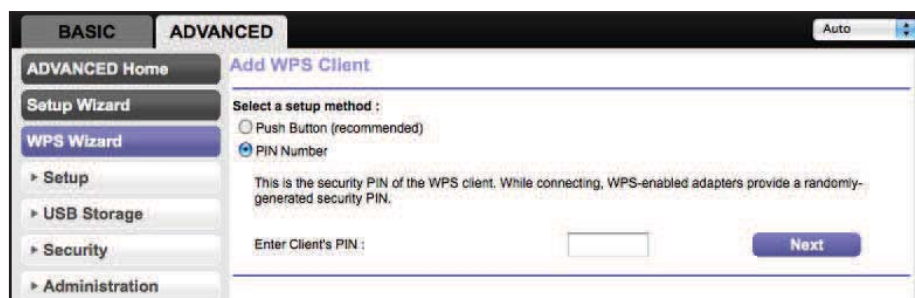 BASIC
ADVANCED
Auto
ADVANCED Home
Add WPS Client
Setup Wizard
Select a setup method :
Push Button (recommended)
WPS Wizard
PIN Number
▸ Setup
This is the security PIN of the WPS client. While connecting, WPS-enabled adapters provide a randomly-
generated security PIN.
▸ USB Storage
▸ Security
Enter Client's PIN :
Next
▸ Administration